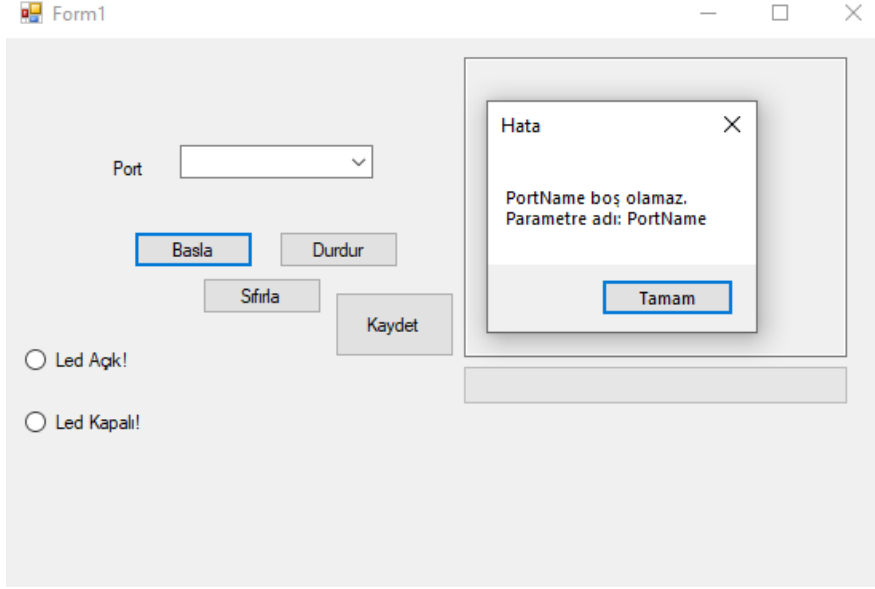 Form1
Hata
PortName boş olamaz.
Parametre adı: PortName
Tamam
Port
Basla
Durdur
Sıfırla
Kaydet
Led Açık!
Led Kapalı!